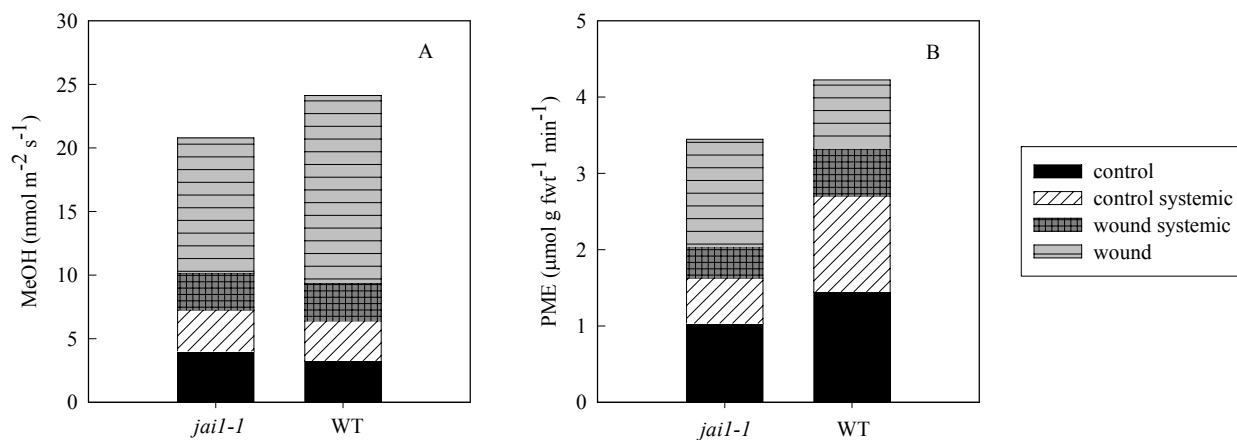 A
30
25
20
15
10
5
0
MeOH (nmol m⁻² s⁻¹)
jai1-1
WT
B
5
4
3
2
1
0
PME (μmol g fwt⁻¹ min⁻¹)
jai1-1
WT
control
control systemic
wound systemic
wound